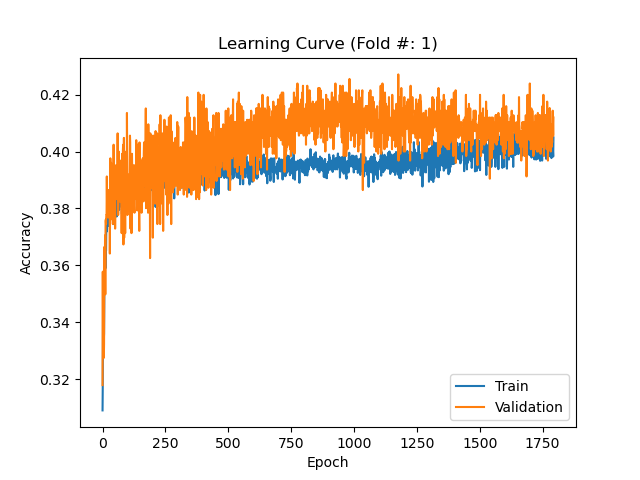 Learning Curve (Fold #: 1)
0.42
0.40
0.38
0.36
0.34
0.32
Accuracy
Train
Validation
0 250 500 750 1000 1250 1500 1750
Epoch